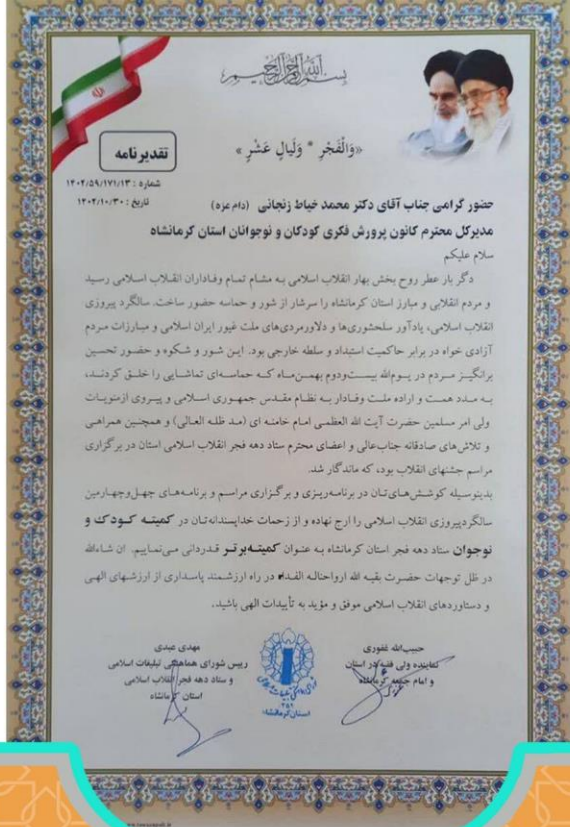 بسم الله الرحمن الرحیم
«وَالْفَجْرِ * وَلَیالٍ عَشْرٍ»
تقدیرنامه
شماره : ۱۴۰۲/۵۹/۱۷۱/۱۳
تاریخ : ۱۴۰۲/۱۰/۳۰
حضور گرامی جناب آقای دکتر محمد خیاط زنجانی (دام عزه)
مدیرکل محترم کانون پرورش فکری کودکان و نوجوانان استان کرمانشاه
سلام علیکم
دگر بار عطر روح بخش بهار انقلاب اسلامی به مشام تمام وفاداران انقلاب اسلامی رسید
و مردم انقلابی و مبارز استان کرمانشاه را سرشار از شور و حماسه حضور ساخت. سالگرد پیروزی
انقلاب اسلامی، یادآور سلحشوری‌ها و دلاورمردی‌های ملت غیور ایران اسلامی و مبارزات مردم
آزادی خواه در برابر حاکمیت استبداد و سلطه خارجی بود. این شور و شکوه و حضور تحسین
برانگیز مردم در یوم‌الله بیست‌ودوم بهمن‌ماه که حماسه‌ای تماشایی را خلق کردند،
به مدد همت و اراده ملت وفادار به نظام مقدس جمهوری اسلامی و پیروی ازمنویات
ولی امر مسلمین حضرت آیت الله العظمی امام خامنه ای (مد ظله العالی) و همچنین همراهی
و تلاش‌های صادقانه جناب‌عالی و اعضای محترم ستاد دهه فجر انقلاب اسلامی استان در برگزاری
مراسم جشنهای انقلاب بود، که ماندگار شد.
بدینوسیله کوشش‌های‌تان در برنامه‌ریزی و برگزاری مراسم و برنامه‌های چهل‌وچهارمین
سالگردپیروزی انقلاب اسلامی را ارج نهاده و از زحمات خداپسندانه‌تان در کمیته کودک و
نوجوان ستاد دهه فجر استان کرمانشاه به عنوان کمیته‌برتر قدردانی می‌نماییم. ان شاءالله
در ظل توجهات حضرت بقیه الله ارواحناله الفداء در راه ارزشمند پاسداری از ارزشهای الهی
و دستاوردهای انقلاب اسلامی موفق و مؤید به تأییدات الهی باشید.
حبیب‌الله غفوری
نماینده ولی فقیه در استان
و امام جمعه کرمانشاه
مهدی عبدی
رییس شورای هماهنگی تبلیغات اسلامی
و ستاد دهه فجر انقلاب اسلامی
استان کرمانشاه
۲۵۹
استان کرمانشاه